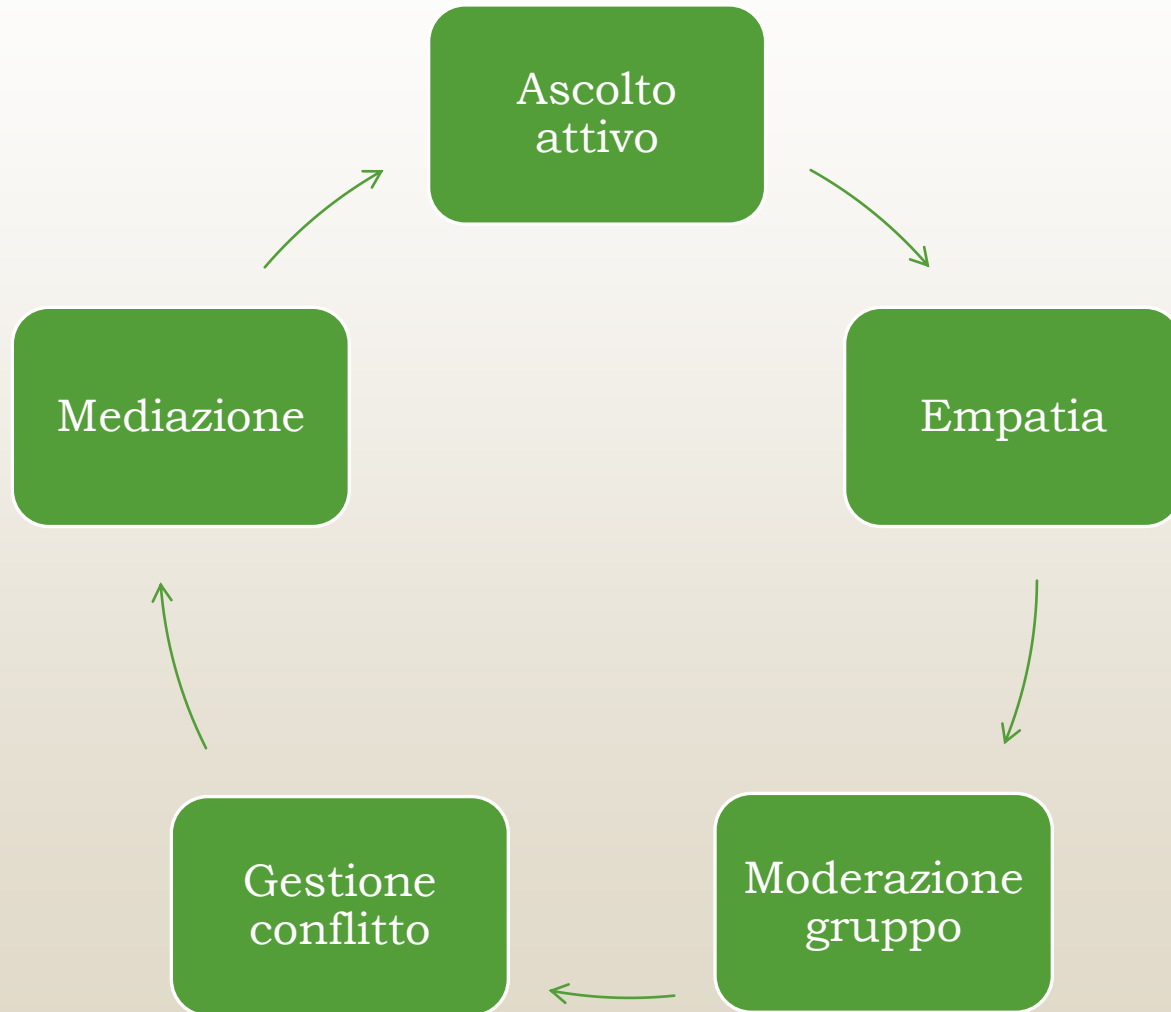 Ascolto
attivo
Empatia
Moderazione
gruppo
Gestione
conflitto
Mediazione